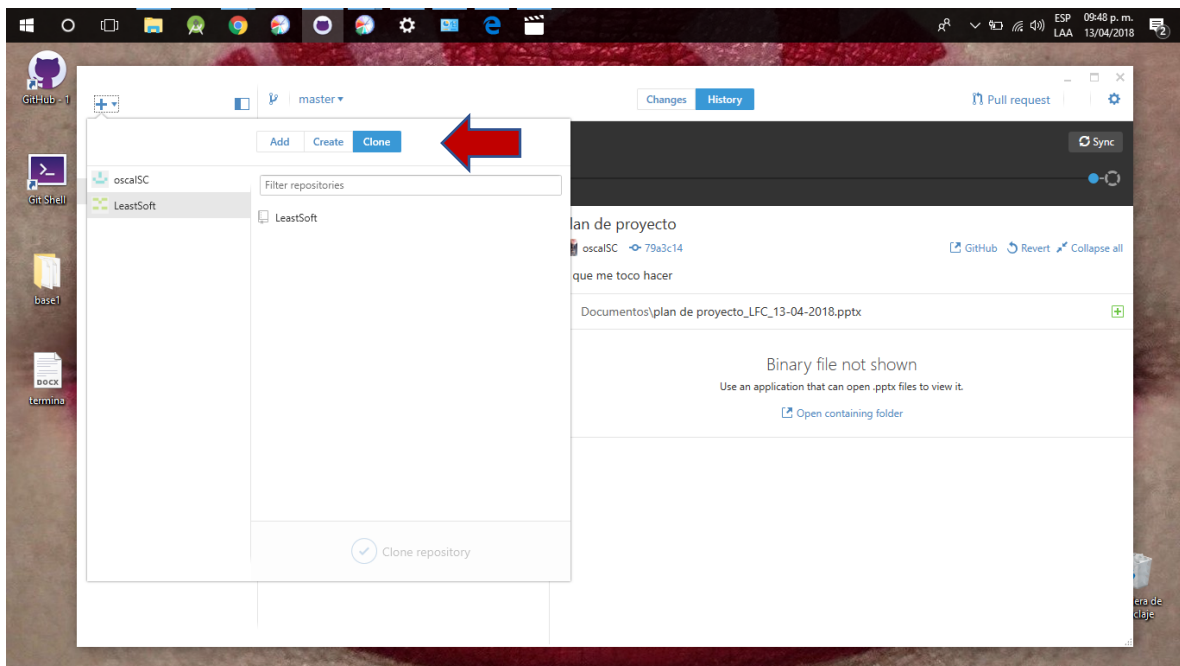 ESP 09:48 p. m.
LAA 13/04/2018
2
GitHub - 1
master
Changes History
Pull request
Add Create Clone
Sync
Git Shell
oscalSC
LeastSoft
Filter repositories
LeastSoft
lan de proyecto
oscalSC 79a3c14
GitHub Revert Collapse all
que me toco hacer
base1
Documentos\plan de proyecto_LFC_13-04-2018.pptx
Binary file not shown
Use an application that can open .pptx files to view it.
Open containing folder
DOCX
termina
Clone repository
era de
claje